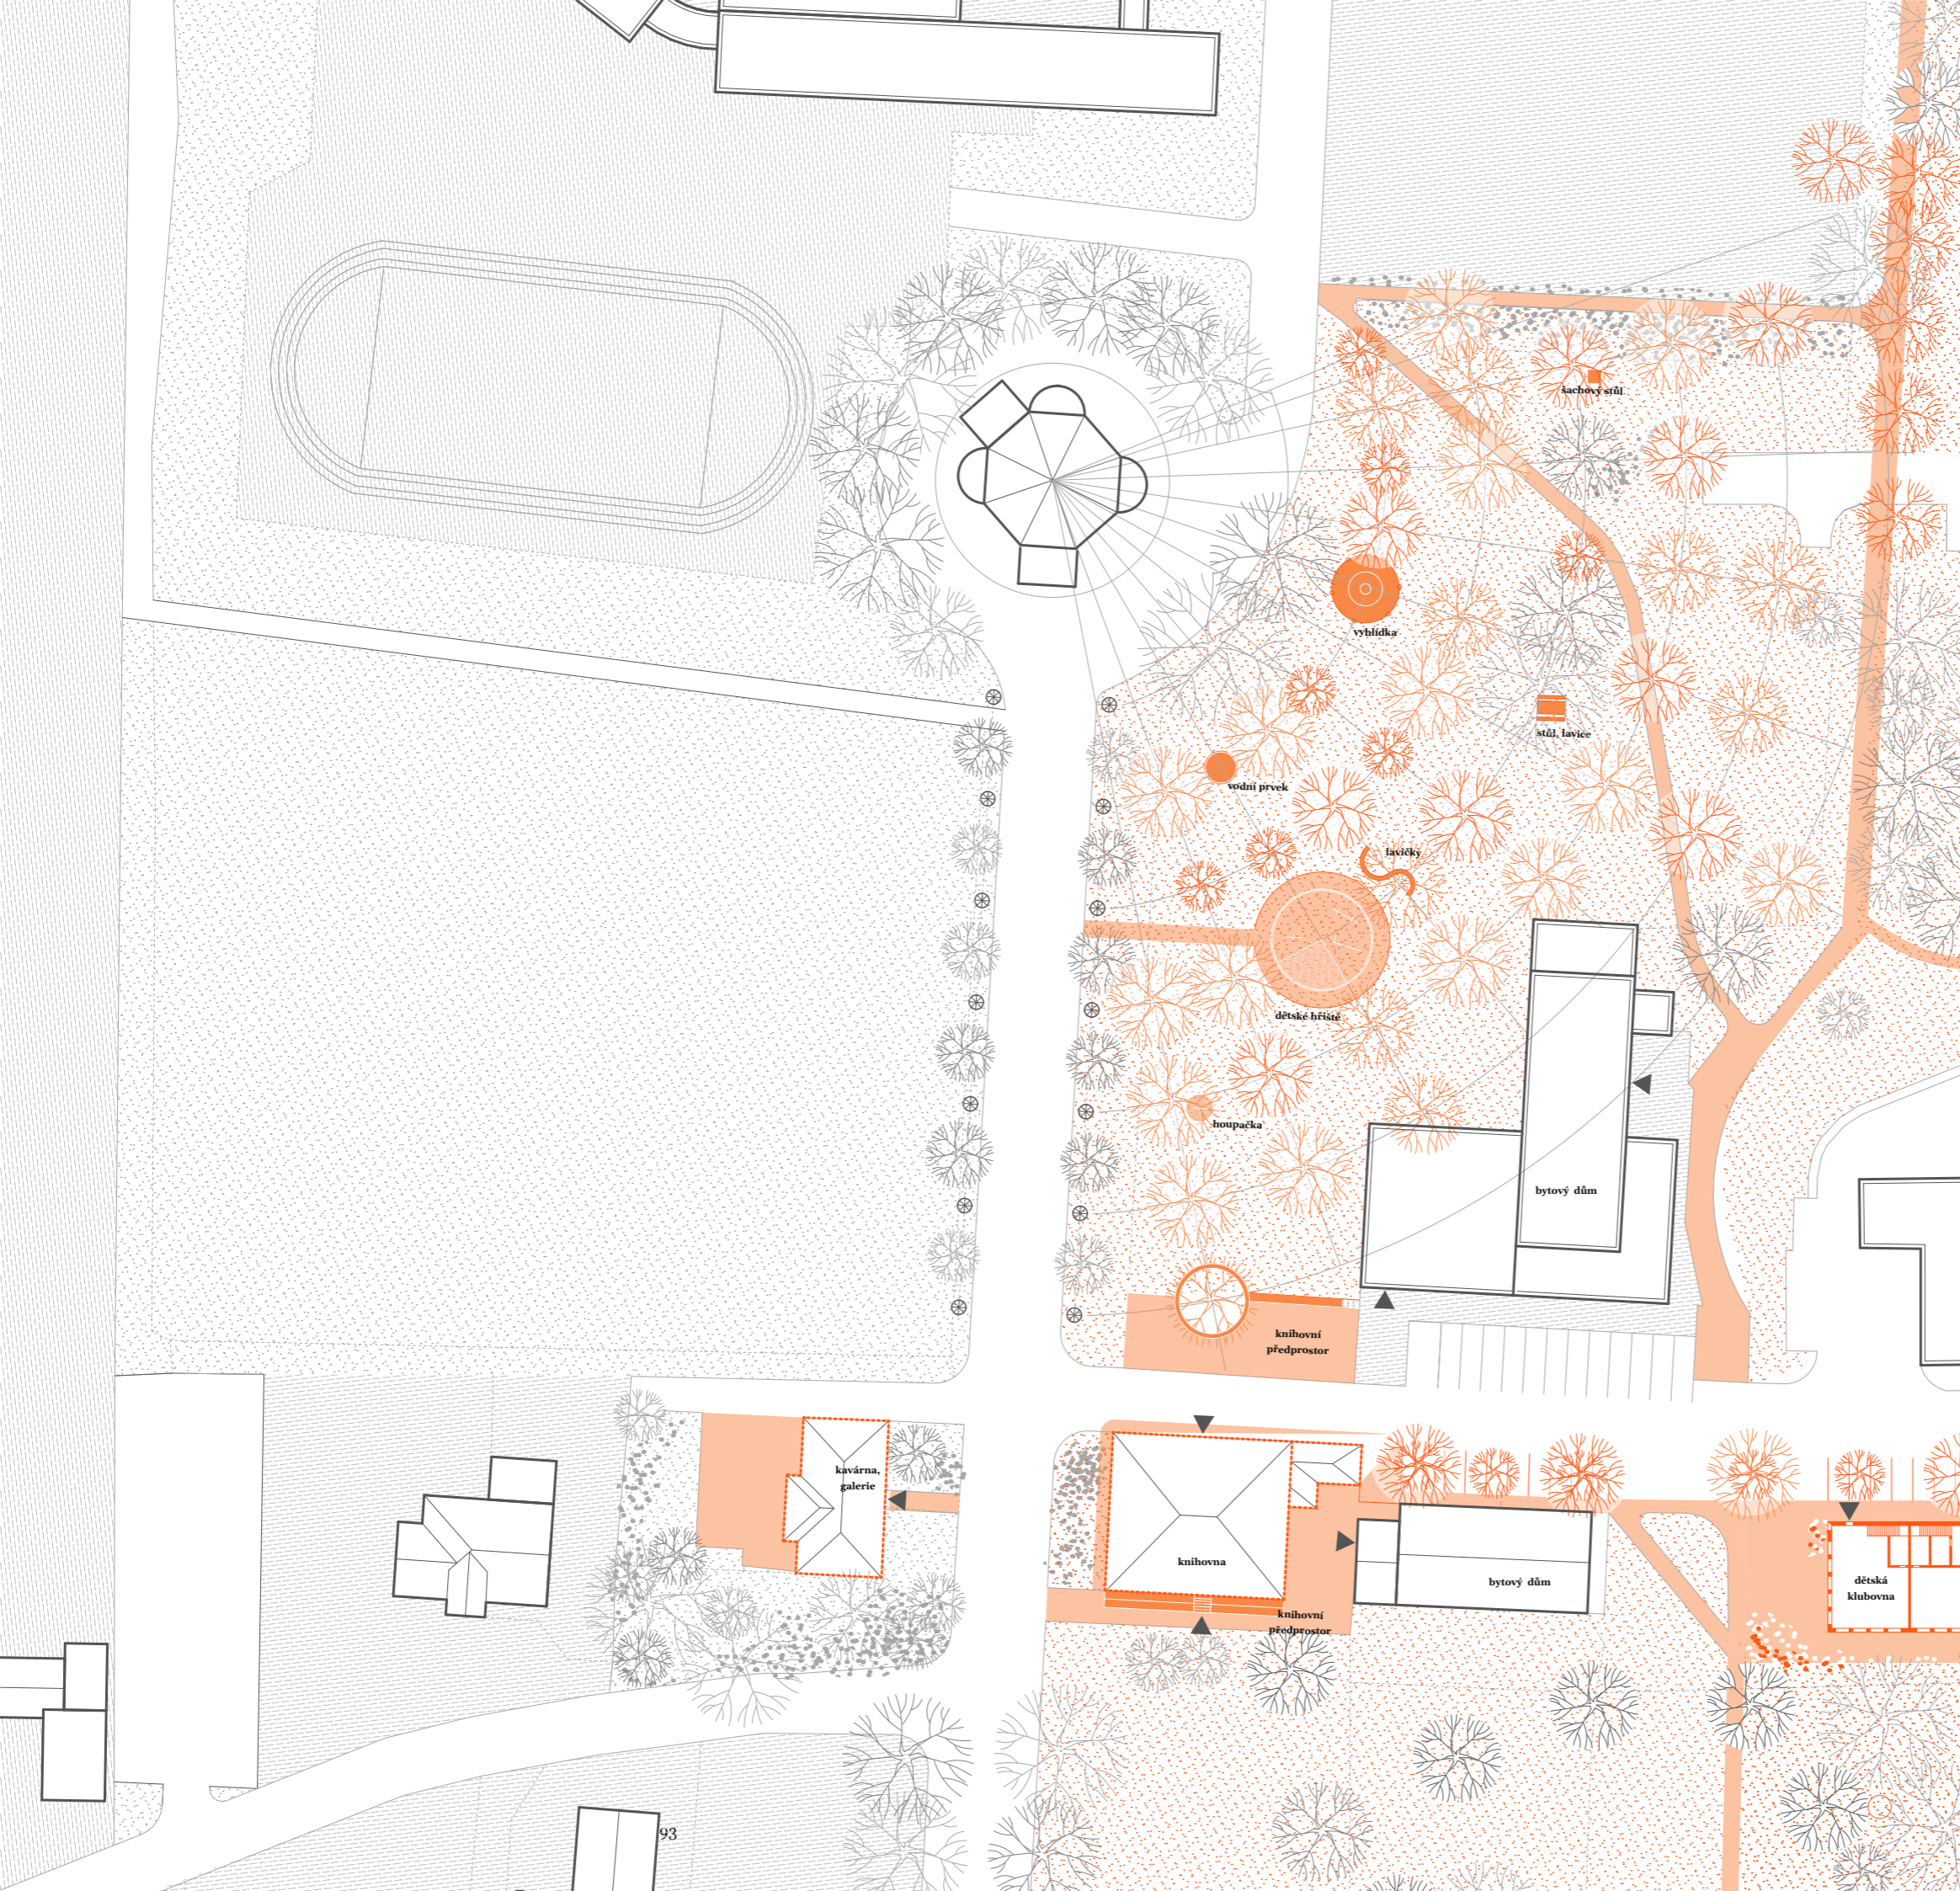 šachový stůl
vyhlídka
stůl, lavice
vodní prvek
lavičky
dětské hřiště
houpačka
bytový dům
knihovní
předprostor
kavárna,
galerie
knihovna
bytový dům
dětská
klubovna
knihovní
předprostor
93